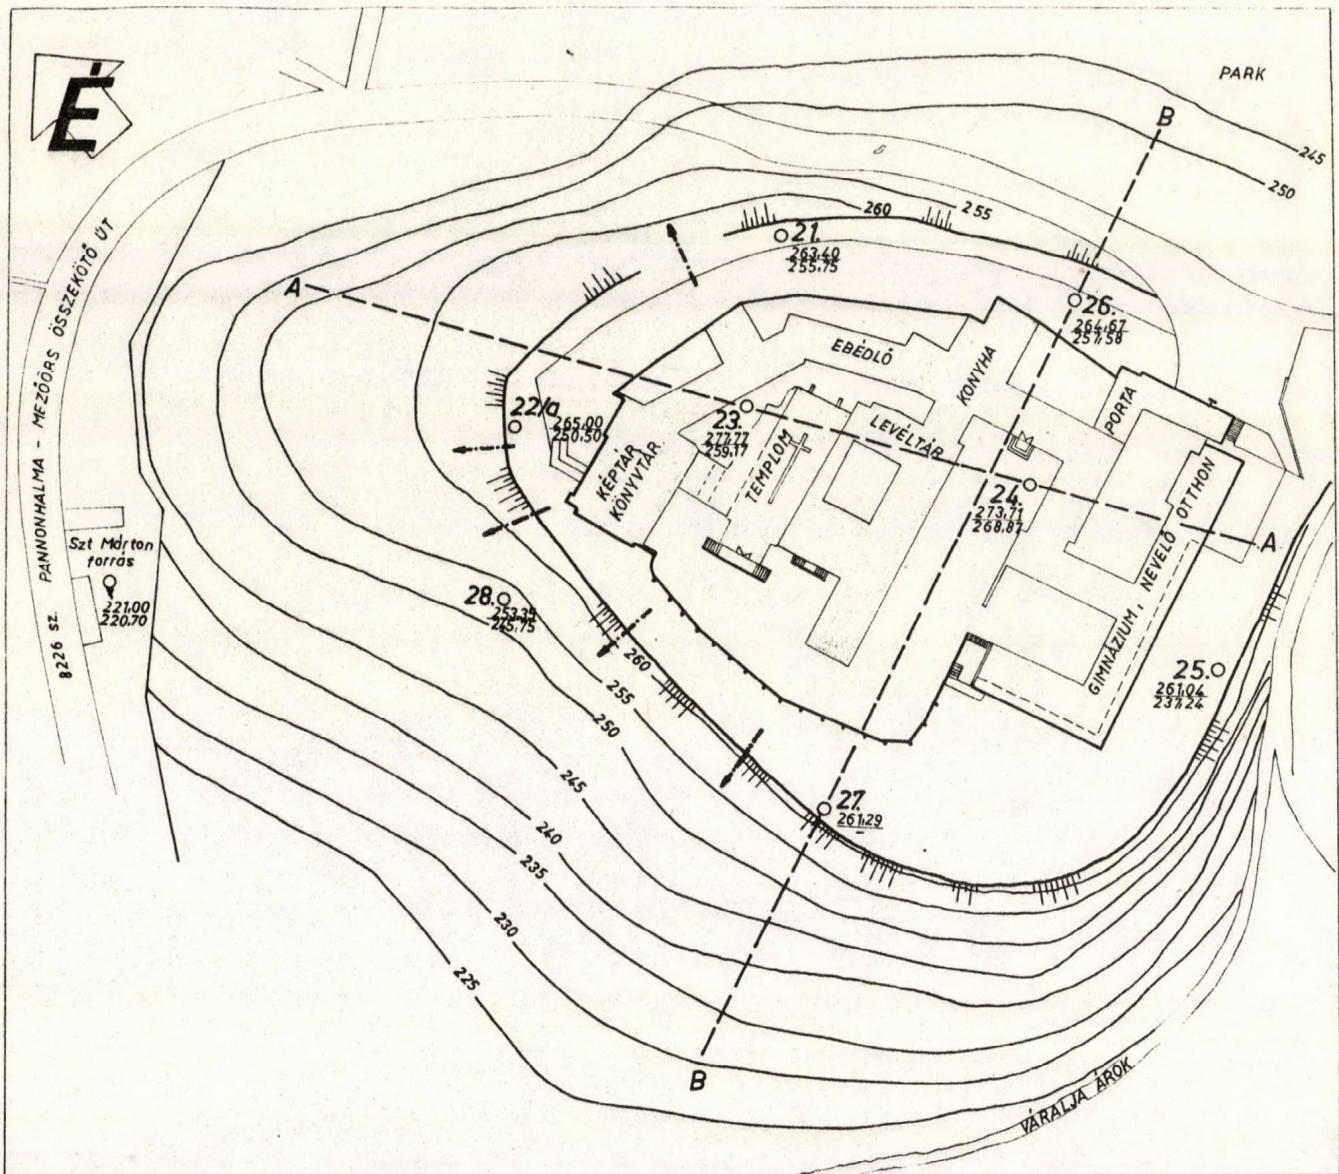 É
PARK
B
245
250
255
260
21.
263,40
255,75
A
26.
264,67
257,58
EBÉDLŐ
KONYHA
PORTA
22/a
265,00
250,50
23.
277,77
259,17
KÉPTÁR
KÖNYVTÁR
TEMPLOM
LEVÉLTÁR
24.
273,71
268,87
A
GIMNÁZIUM, NEVELŐ OTTHON
8226 sz. PANNONHALMA - MEZŐÖRS ÖSSZEKÖTŐ ÚT
Szt Márton
forrás
221,00
220,70
28.
253,35
245,75
25.
261,04
237,24
260
255
250
245
240
235
230
225
27.
261,29
–
B
VÁRALJA ÁROK